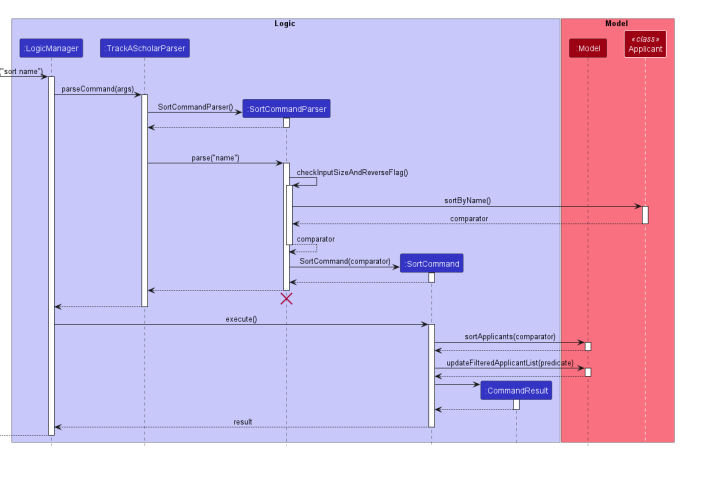 Logic
Model
:LogicManager
:TrackAScholarParser
:Model
«class»
Applicant
("sort name")
parseCommand(args)
SortCommandParser()
:SortCommandParser
parse("name")
checkInputSizeAndReverseFlag()
sortByName()
comparator
comparator
SortCommand(comparator)
:SortCommand
execute()
sortApplicants(comparator)
updateFilteredApplicantList(predicate)
:CommandResult
result